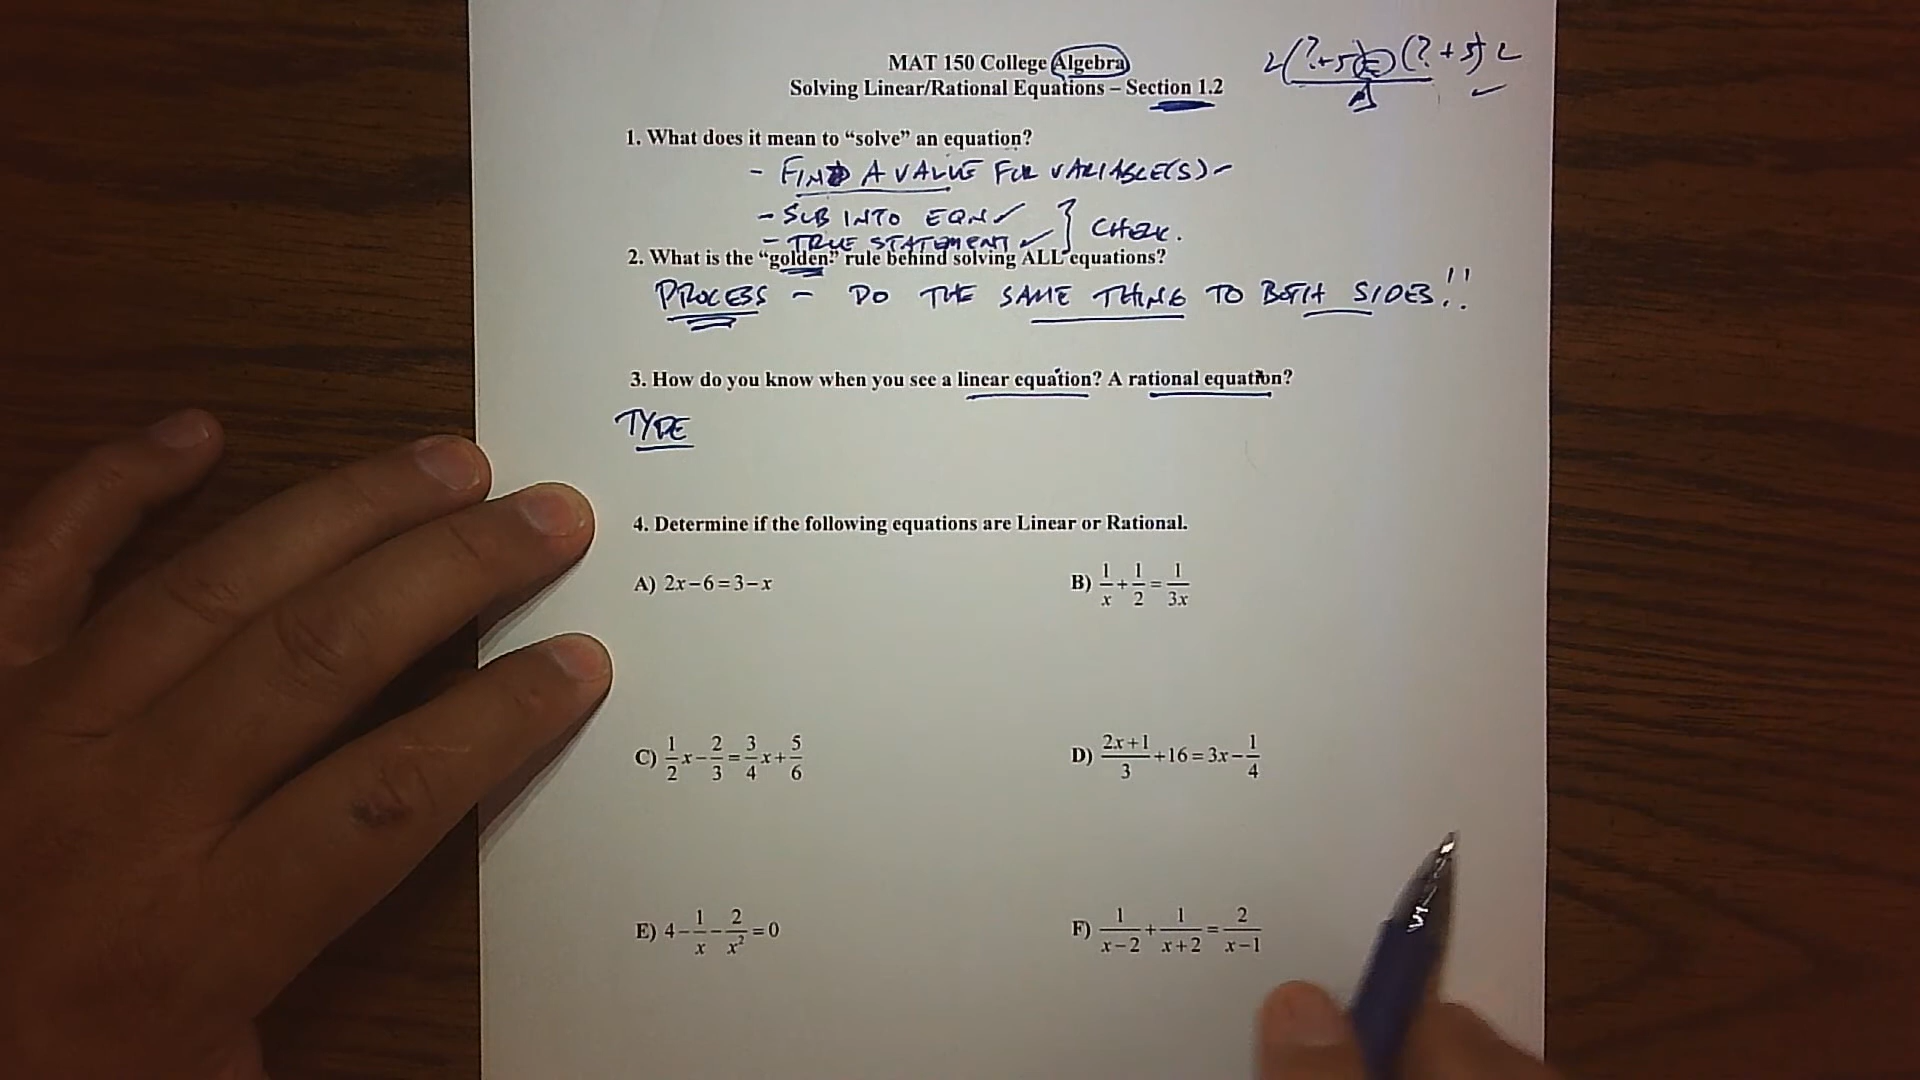 MAT 150 College Algebra
Solving Linear/Rational Equations – Section 1.2
1. What does it mean to “solve” an equation?
- FIND A VALUE FOR VARIABLE(S)
- SUB INTO EQN ✓ } CHECK.
- TRUE STATEMENT ✓
2. What is the “golden” rule behind solving ALL equations?
PROCESS - DO THE SAME THING TO BOTH SIDES!!
3. How do you know when you see a linear equation? A rational equation?
TYPE
4. Determine if the following equations are Linear or Rational.
A) 2x−6=3−x B) 1/x + 1/2 = 1/3x
C) 1/2 x − 2/3 = 3/4 x + 5/6 D) (2x+1)/3 +16 = 3x − 1/4
E) 4 − 1/x − 2/x² = 0 F) 1/(x−2) + 1/(x+2) = 2/(x−1)